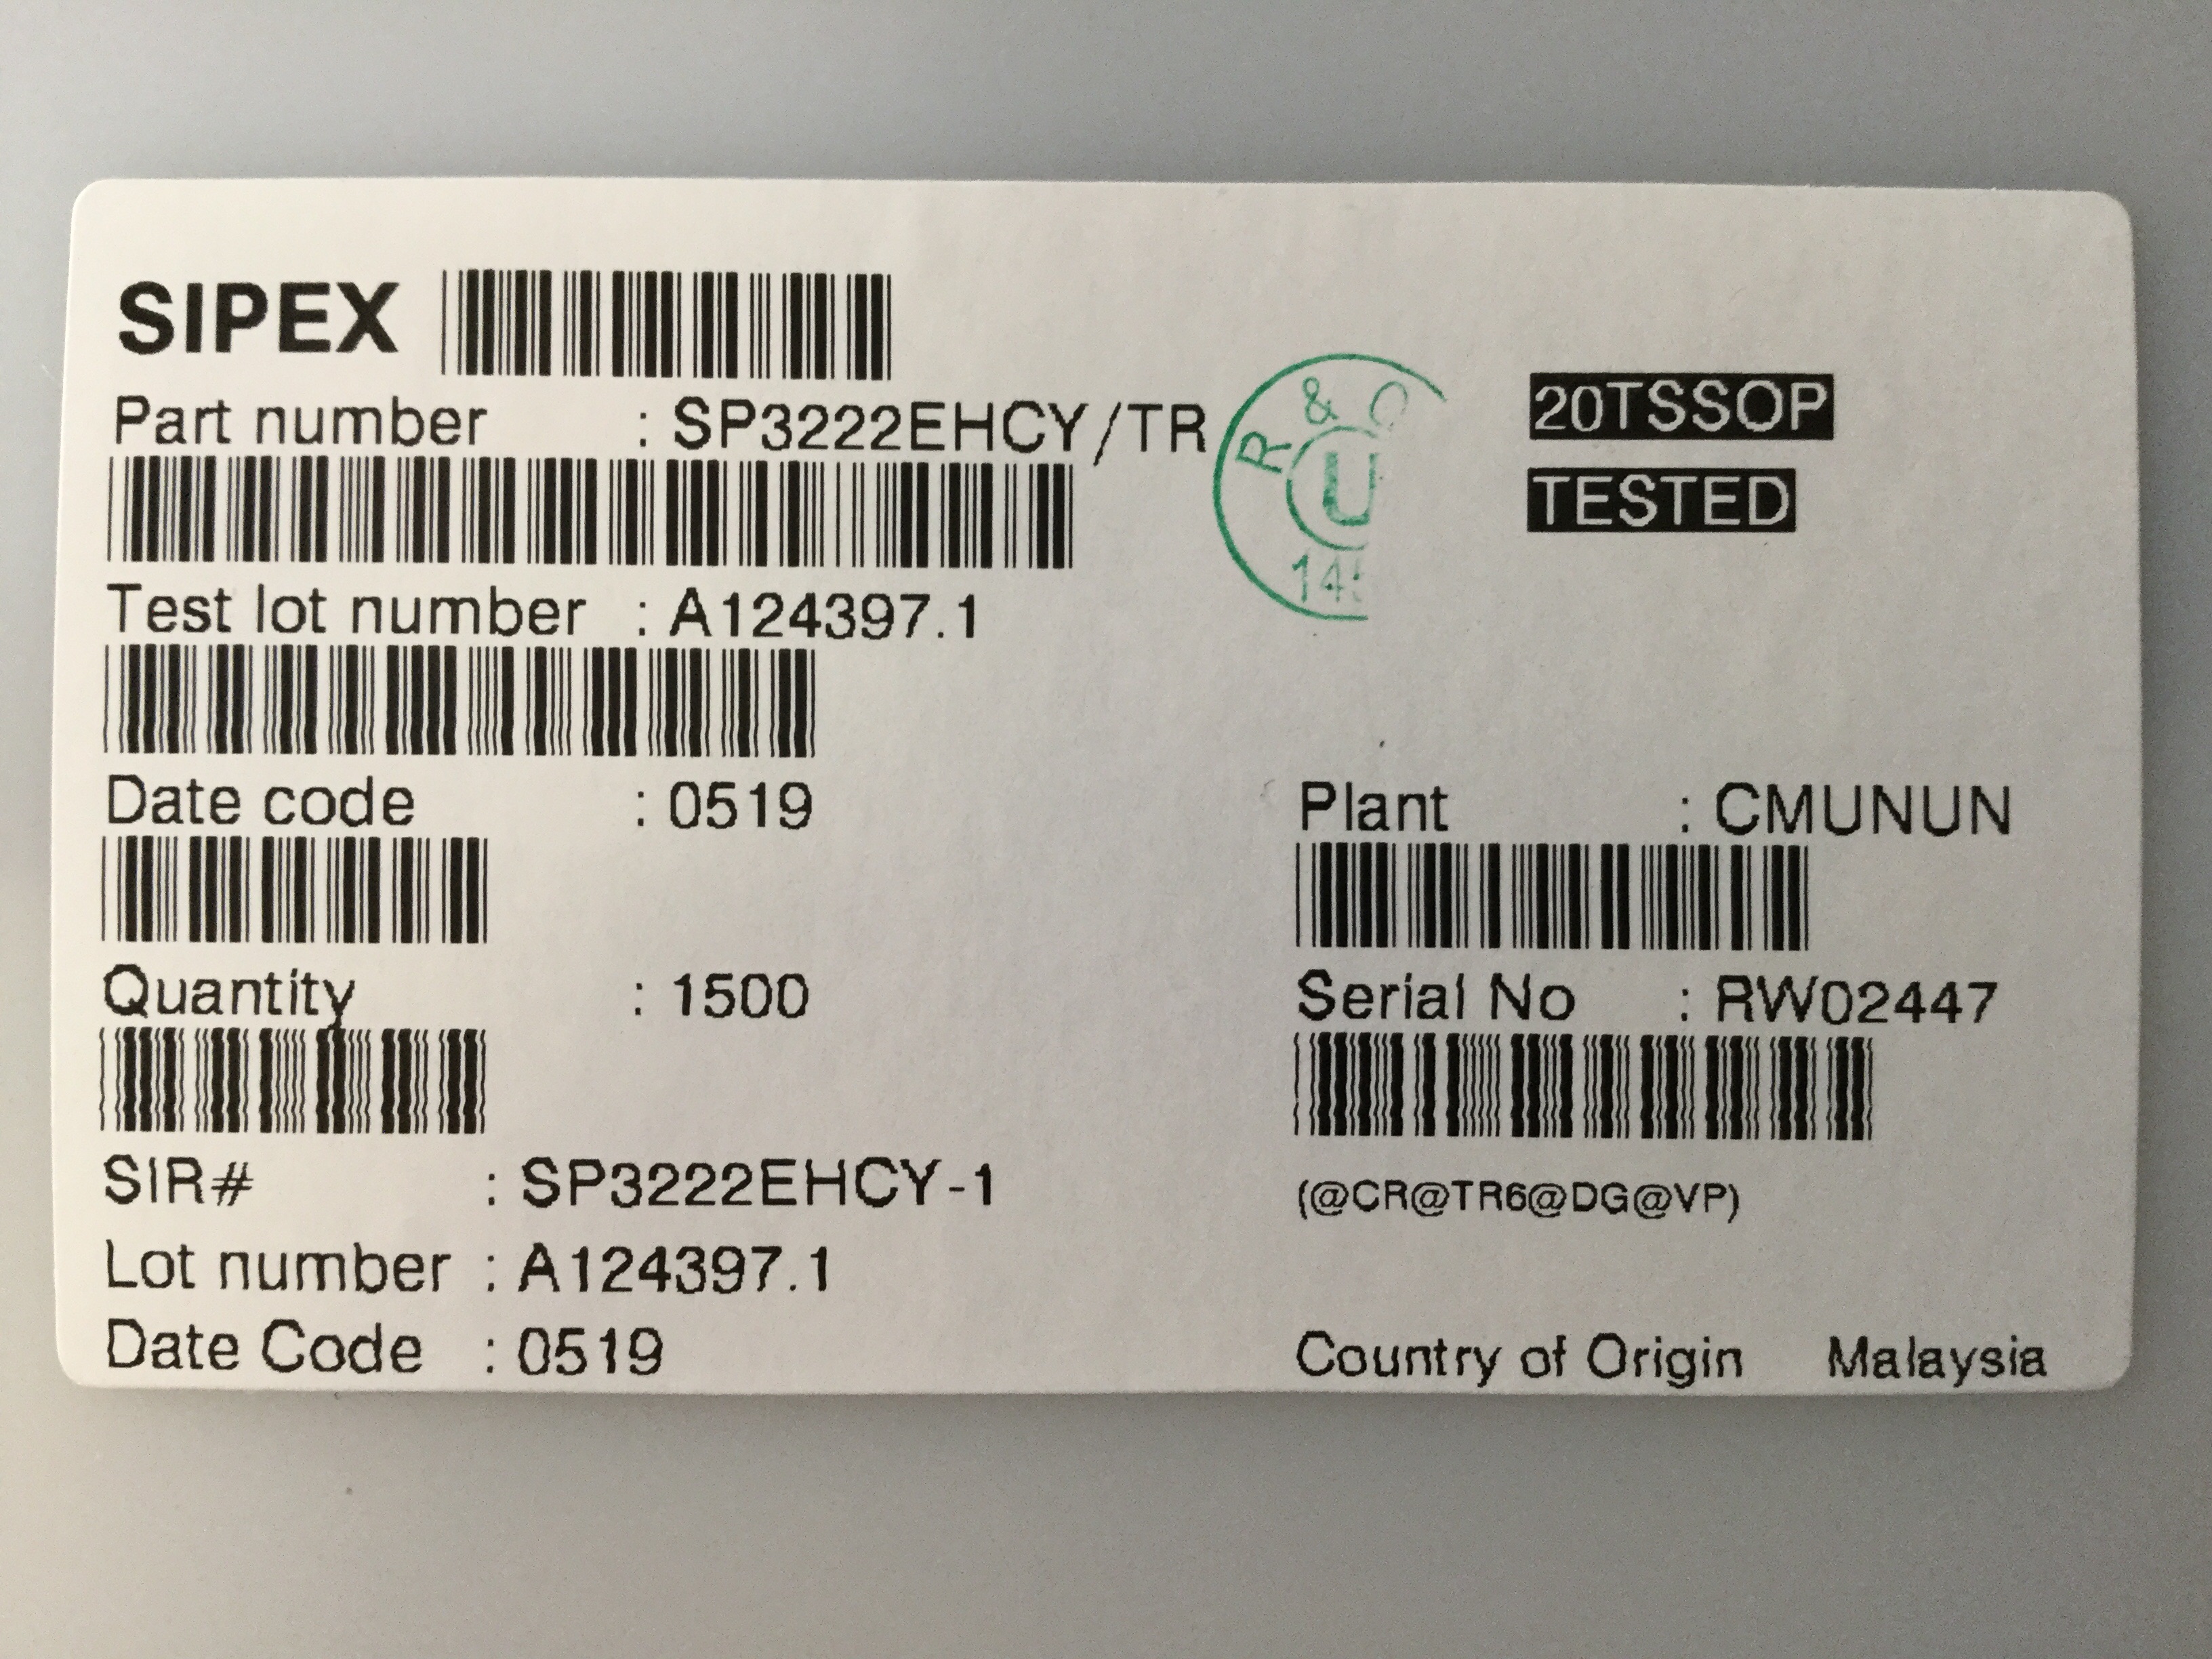 SIPEX
Part number : SP3222EHCY/TR
R & Q
U
20TSSOP
TESTED
Test lot number : A124397.1
Date code : 0519
Plant : CMUNUN
Quantity : 1500
Serial No : RW02447
SIR# : SP3222EHCY-1
(@CR@TR6@DG@VP)
Lot number : A124397.1
Date Code : 0519
Country of Origin Malaysia